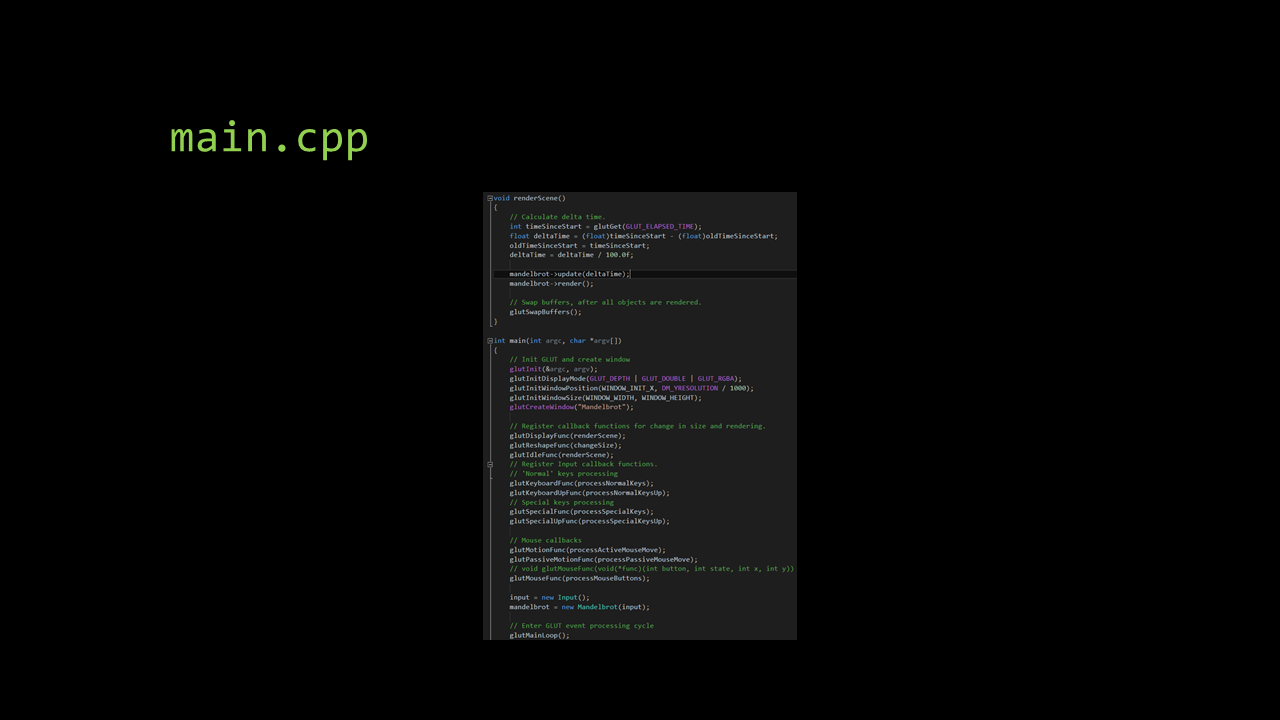 main.cpp
void renderScene()
{
// Calculate delta time.
int timeSinceStart = glutGet(GLUT_ELAPSED_TIME);
float deltaTime = (float)timeSinceStart - (float)oldTimeSinceStart;
oldTimeSinceStart = timeSinceStart;
deltaTime = deltaTime / 100.0f;
mandelbrot->update(deltaTime);
mandelbrot->render();
// Swap buffers, after all objects are rendered.
glutSwapBuffers();
}
int main(int argc, char *argv[])
{
// Init GLUT and create window
glutInit(&argc, argv);
glutInitDisplayMode(GLUT_DEPTH | GLUT_DOUBLE | GLUT_RGBA);
glutInitWindowPosition(WINDOW_INIT_X, DM_YRESOLUTION / 1000);
glutInitWindowSize(WINDOW_WIDTH, WINDOW_HEIGHT);
glutCreateWindow("Mandelbrot");
// Register callback functions for change in size and rendering.
glutDisplayFunc(renderScene);
glutReshapeFunc(changeSize);
glutIdleFunc(renderScene);
// Register Input callback functions.
// 'Normal' keys processing
glutKeyboardFunc(processNormalKeys);
glutKeyboardUpFunc(processNormalKeysUp);
// Special keys processing
glutSpecialFunc(processSpecialKeys);
glutSpecialUpFunc(processSpecialKeysUp);
// Mouse callbacks
glutMotionFunc(processActiveMouseMove);
glutPassiveMotionFunc(processPassiveMouseMove);
// void glutMouseFunc(void(*func)(int button, int state, int x, int y))
glutMouseFunc(processMouseButtons);
input = new Input();
mandelbrot = new Mandelbrot(input);
// Enter GLUT event processing cycle
glutMainLoop();